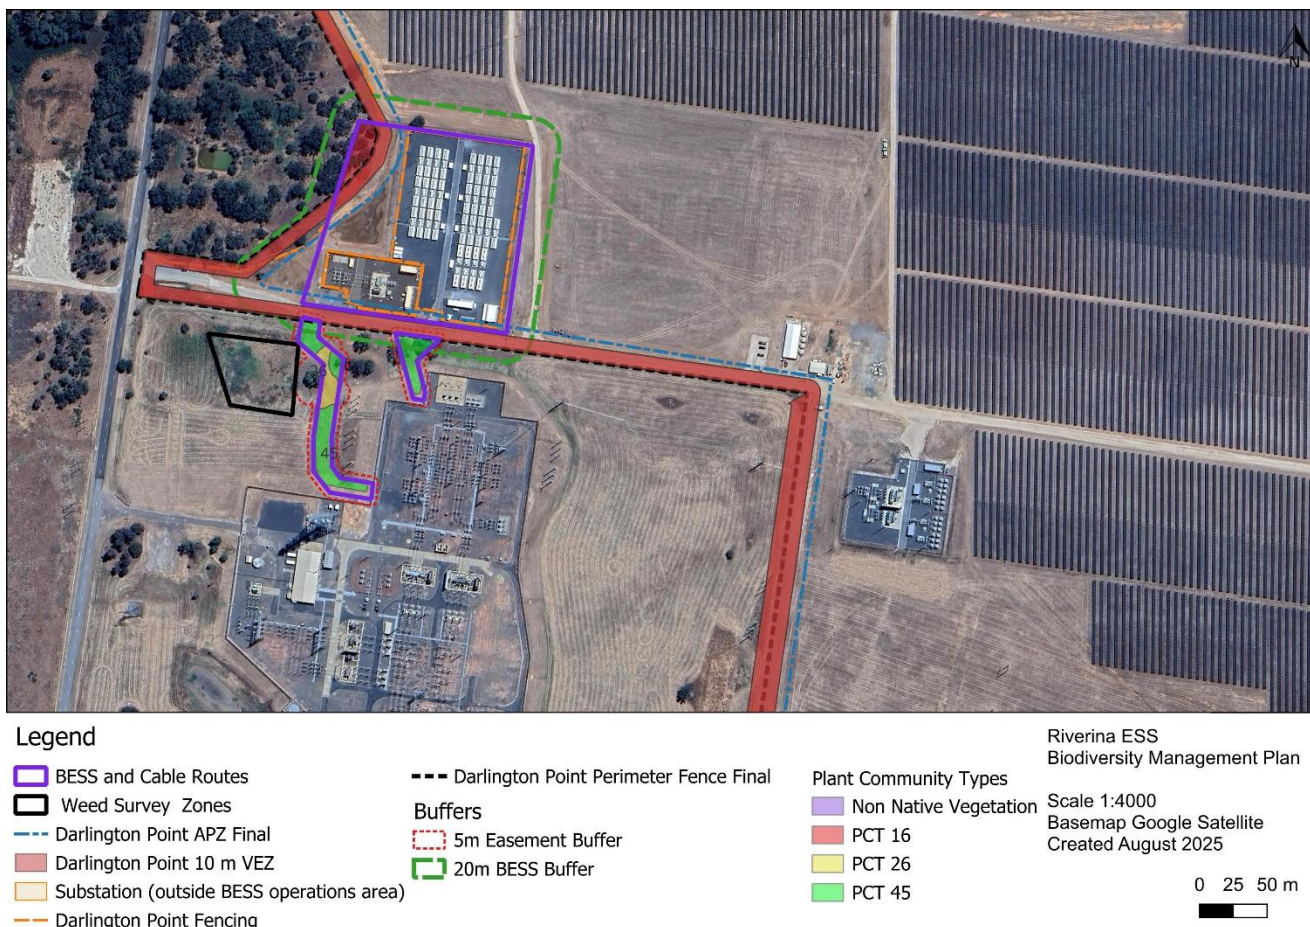 N
45
Legend
BESS and Cable Routes
Weed Survey Zones
Darlington Point APZ Final
Darlington Point 10 m VEZ
Substation (outside BESS operations area)
Darlington Point Fencing
Darlington Point Perimeter Fence Final
Buffers
5m Easement Buffer
20m BESS Buffer
Plant Community Types
Non Native Vegetation
PCT 16
PCT 26
PCT 45
Riverina ESS
Biodiversity Management Plan
Scale 1:4000
Basemap Google Satellite
Created August 2025
0 25 50 m